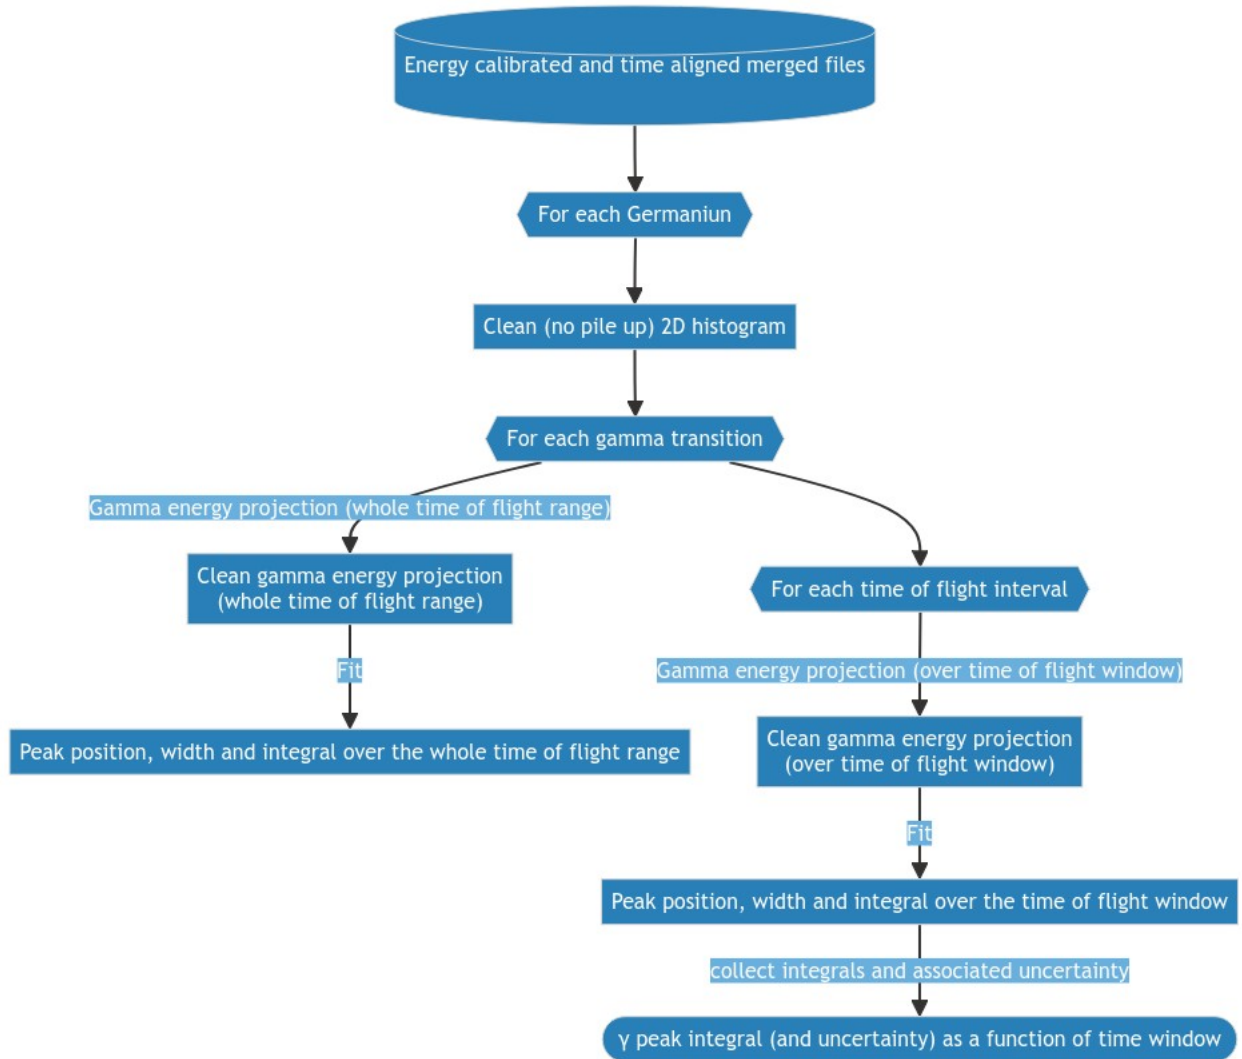 Energy calibrated and time aligned merged files
For each Germaniun
Clean (no pile up) 2D histogram
For each gamma transition
Gamma energy projection (whole time of flight range)
Clean gamma energy projection
(whole time of flight range)
Fit
Peak position, width and integral over the whole time of flight range
For each time of flight interval
Gamma energy projection (over time of flight window)
Clean gamma energy projection
(over time of flight window)
Fit
Peak position, width and integral over the time of flight window
collect integrals and associated uncertainty
γ peak integral (and uncertainty) as a function of time window